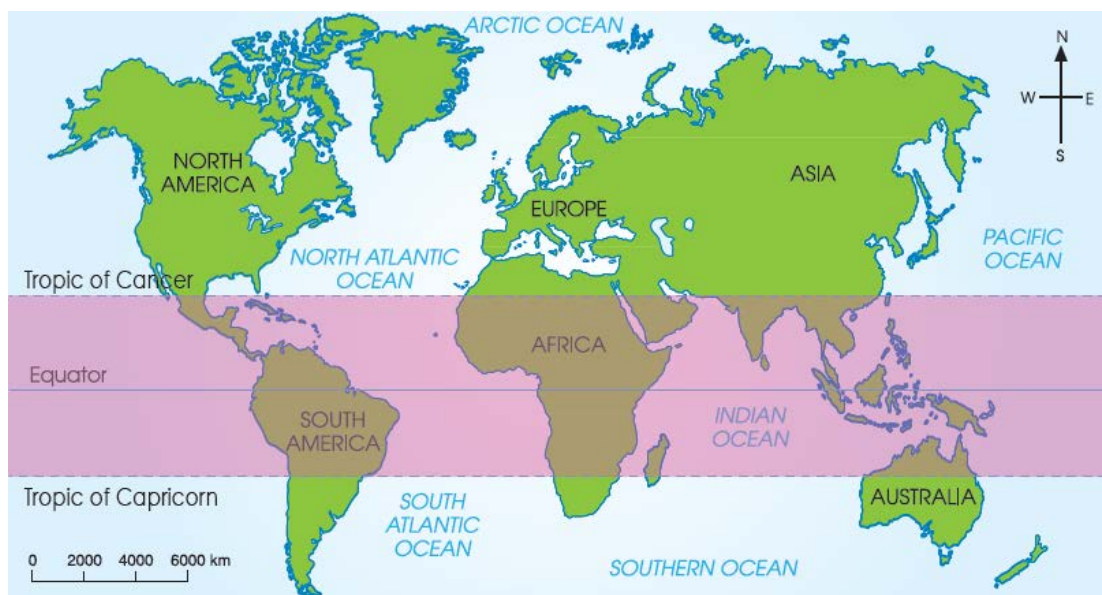 ARCTIC OCEAN
N
W
E
S
NORTH
AMERICA
ASIA
EUROPE
NORTH ATLANTIC
OCEAN
PACIFIC
OCEAN
Tropic of Cancer
AFRICA
Equator
SOUTH
AMERICA
INDIAN
OCEAN
Tropic of Capricorn
SOUTH
ATLANTIC
OCEAN
AUSTRALIA
0 2000 4000 6000 km
SOUTHERN OCEAN